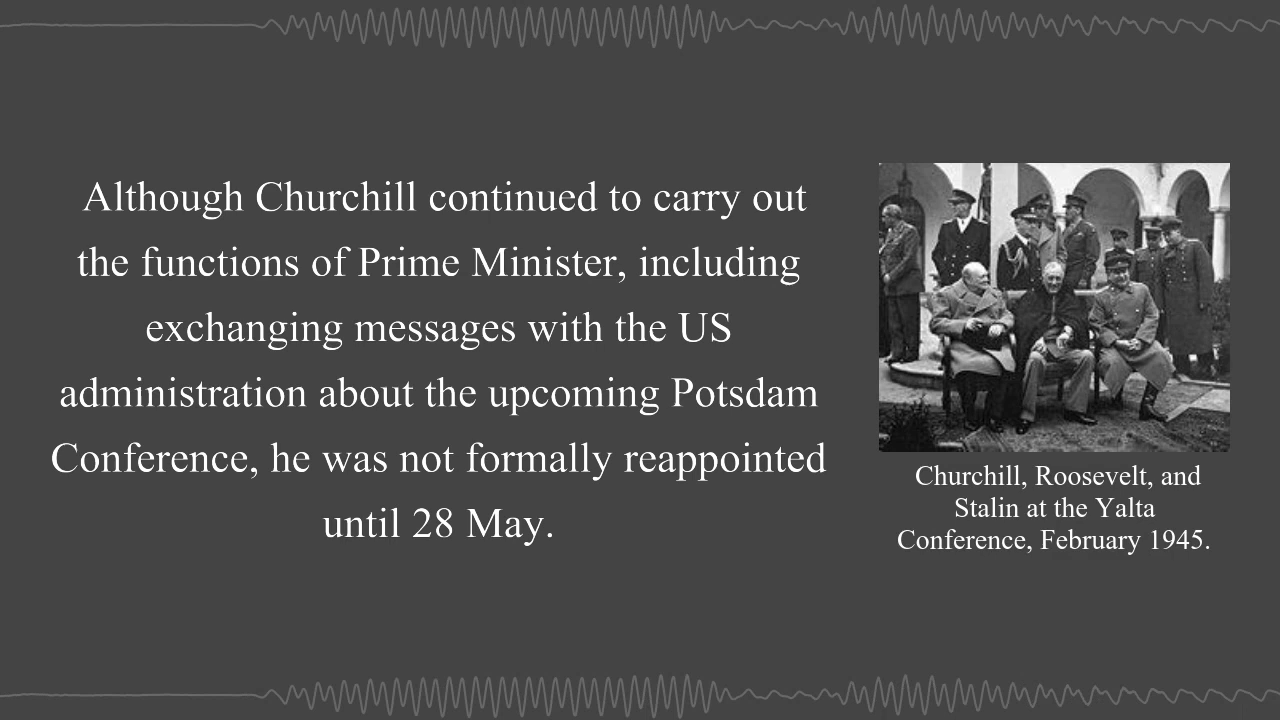 Although Churchill continued to carry out
the functions of Prime Minister, including
exchanging messages with the US
administration about the upcoming Potsdam
Conference, he was not formally reappointed
until 28 May.
Churchill, Roosevelt, and
Stalin at the Yalta
Conference, February 1945.